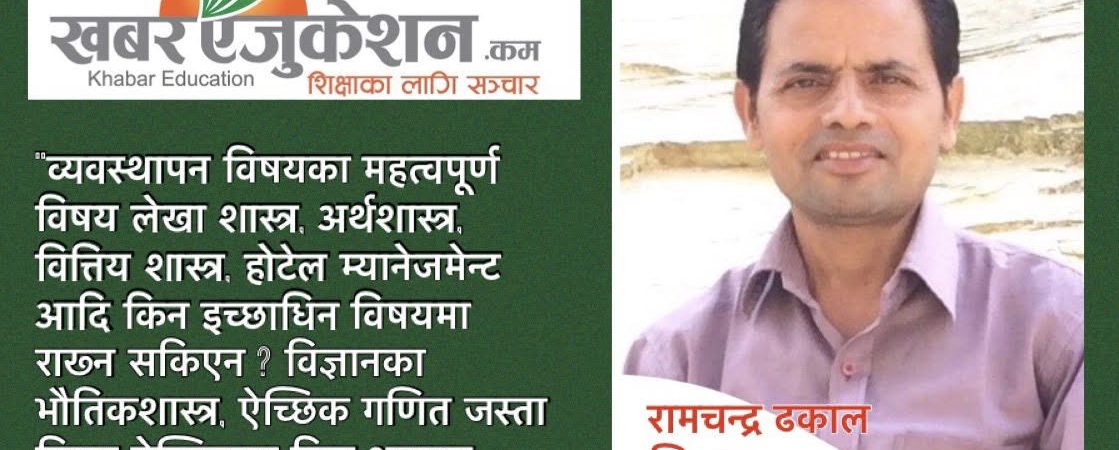 खबर एजुकेशन.कम
Khabar Education
शिक्षाका लागि सञ्चार
"व्यवस्थापन विषयका महत्वपूर्ण
विषय लेखा शास्त्र, अर्थशास्त्र,
वित्तिय शास्त्र, होटेल म्यानेजमेन्ट
आदि किन इच्छाधिन विषयमा
राख्न सकिएन ? विज्ञानका
भौतिकशास्त्र, ऐच्छिक गणित जस्ता
रामचन्द्र ढकाल